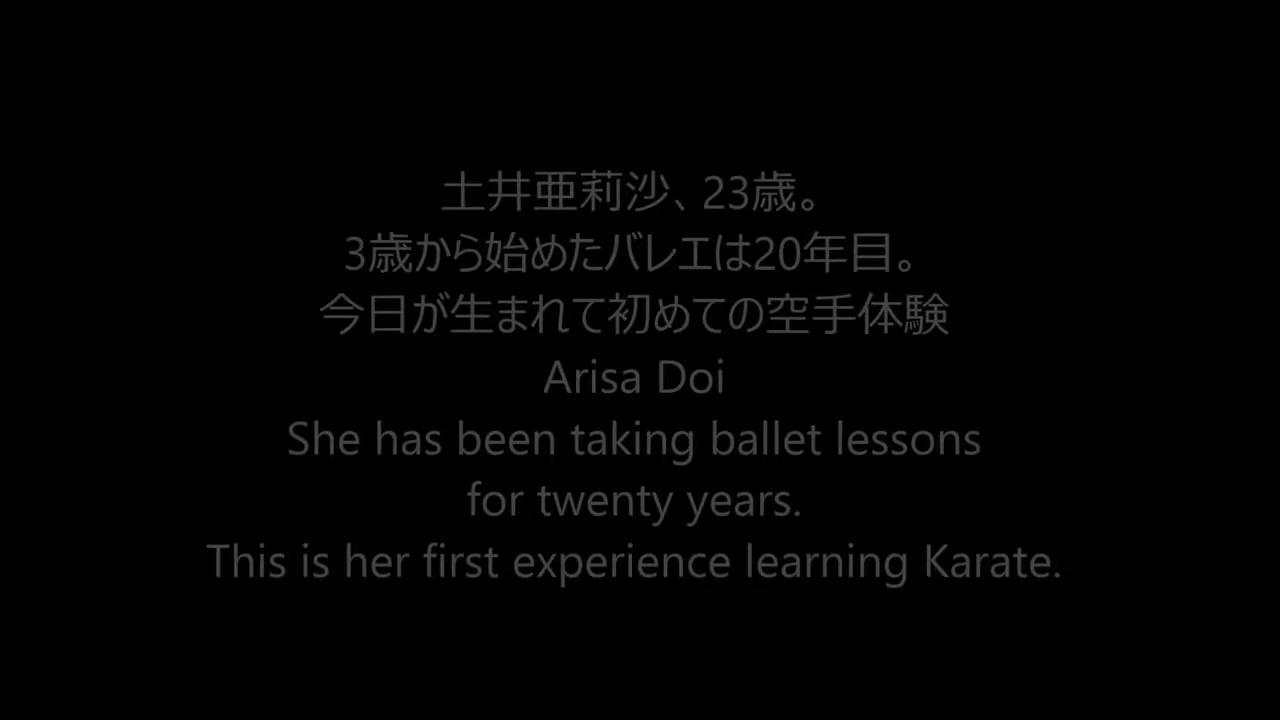 土井亜莉沙、23歳。
3歳から始めたバレエは20年目。
今日が生まれて初めての空手体験
Arisa Doi
She has been taking ballet lessons
for twenty years.
This is her first experience learning Karate.